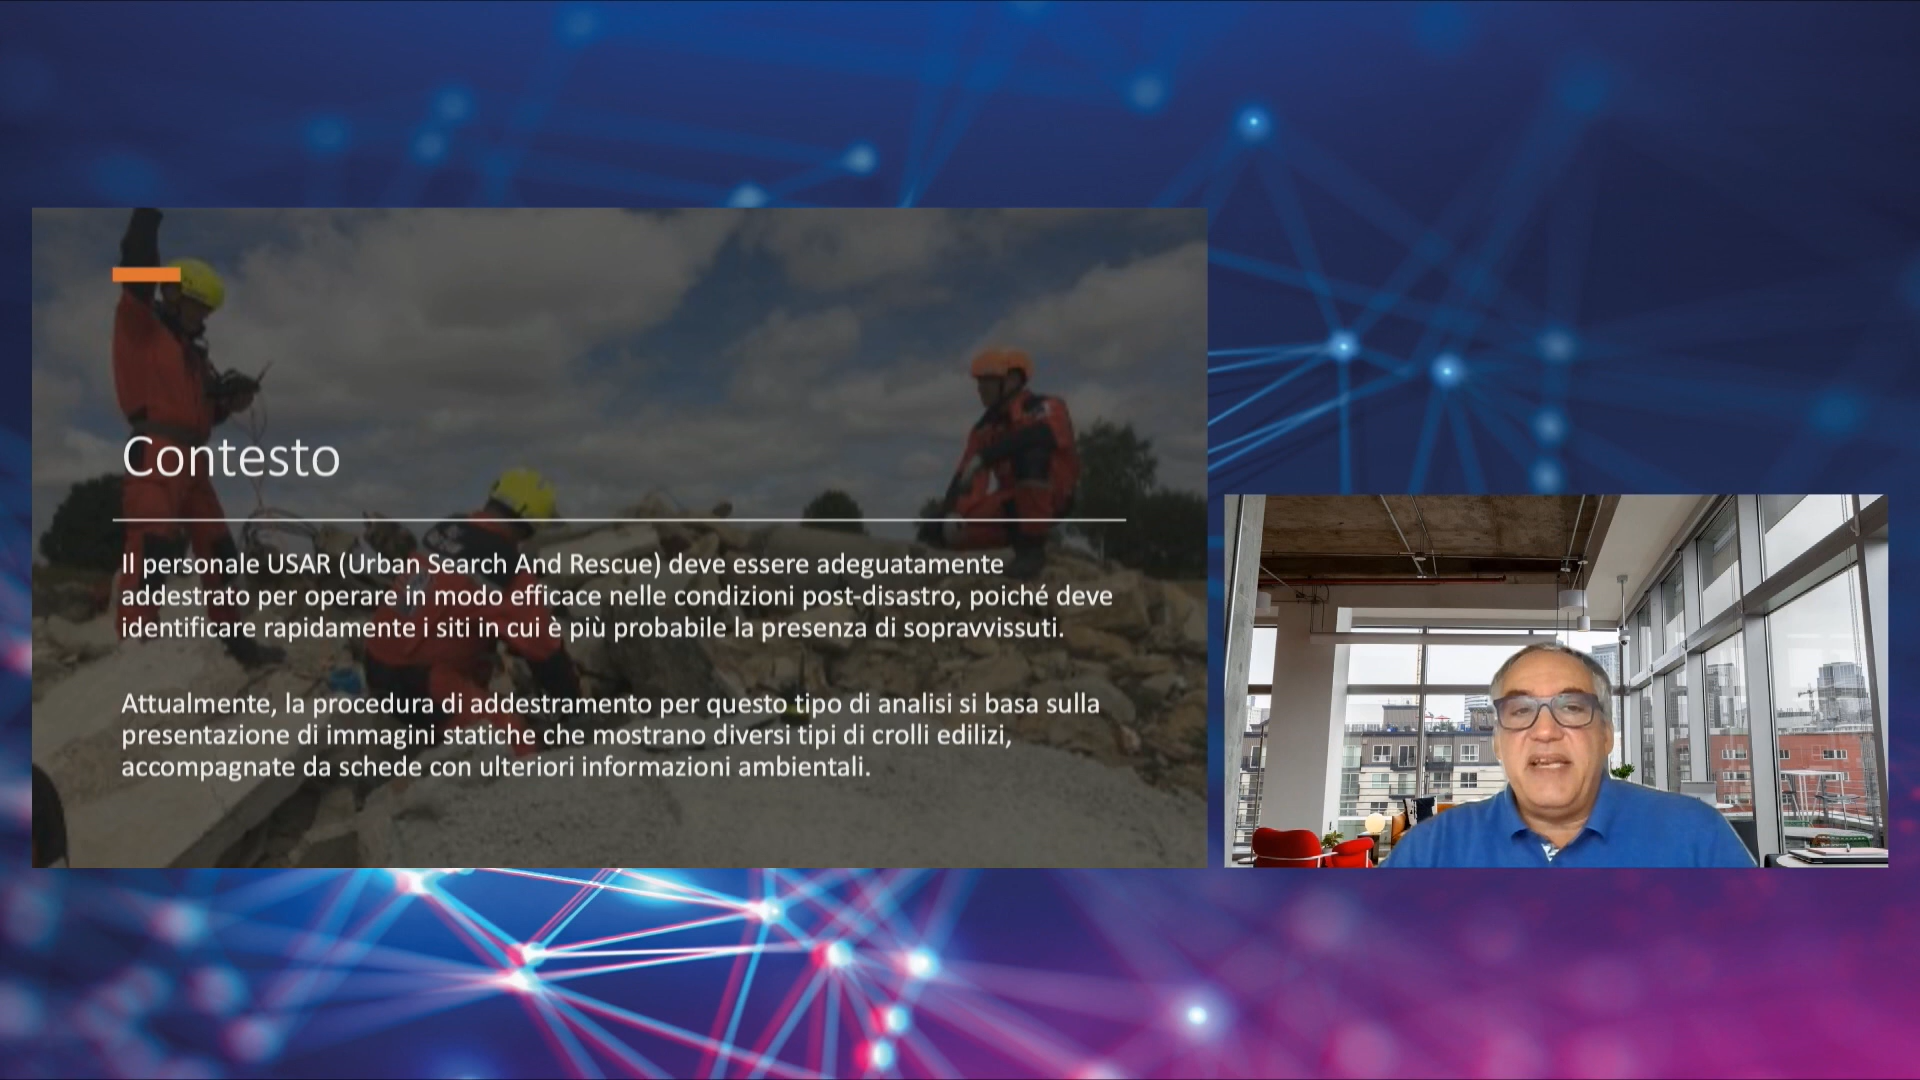 Contesto
Il personale USAR (Urban Search And Rescue) deve essere adeguatamente
addestrato per operare in modo efficace nelle condizioni post-disastro, poiché deve
identificare rapidamente i siti in cui è più probabile la presenza di sopravvissuti.
Attualmente, la procedura di addestramento per questo tipo di analisi si basa sulla
presentazione di immagini statiche che mostrano diversi tipi di crolli edilizi,
accompagnate da schede con ulteriori informazioni ambientali.